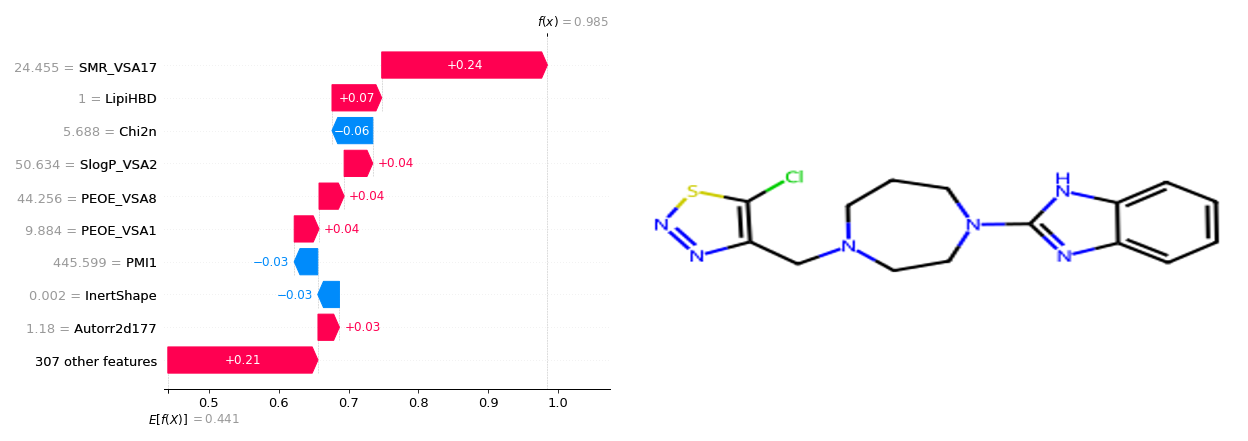 f(x) = 0.985
24.455 = SMR_VSA17
+0.24
1 = LipiHBD
+0.07
5.688 = Chi2n
−0.06
50.634 = SlogP_VSA2
+0.04
44.256 = PEOE_VSA8
+0.04
9.884 = PEOE_VSA1
+0.04
445.599 = PMI1
−0.03
0.002 = InertShape
−0.03
1.18 = Autorr2d177
+0.03
307 other features
+0.21
0.5 0.6 0.7 0.8 0.9 1.0
E[f(X)] = 0.441
Cl
S
N
N
N
N
H
N
N